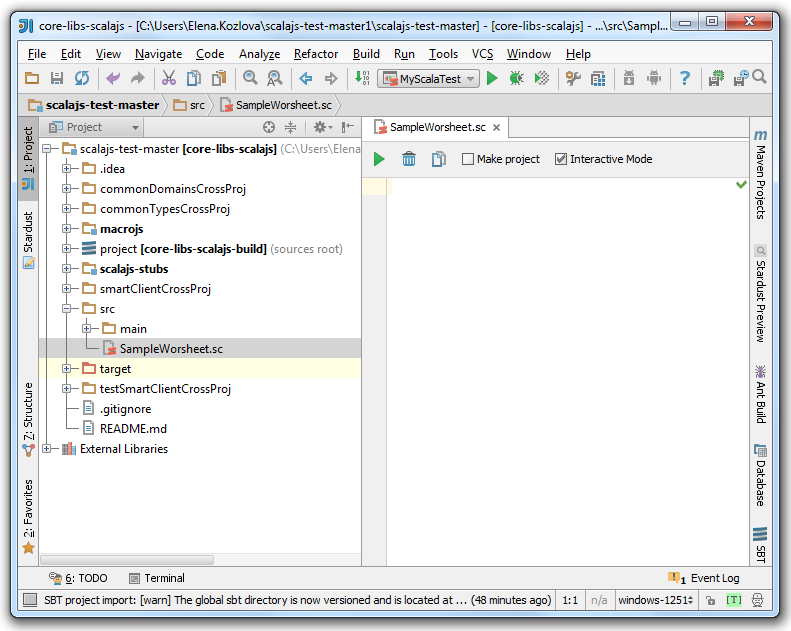 core-libs-scalajs - [C:\Users\Elena.Kozlova\scalajs-test-master1\scalajs-test-master] - [core-libs-scalajs] - ...\src\Sampl...
File Edit View Navigate Code Analyze Refactor Build Run Tools VCS Window Help
MyScalaTest
scalajs-test-master src SampleWorsheet.sc
Project
SampleWorsheet.sc
Make project Interactive Mode
scalajs-test-master [core-libs-scalajs] (C:\Users\Elena
.idea
commonDomainsCrossProj
commonTypesCrossProj
macrojs
project [core-libs-scalajs-build] (sources root)
scalajs-stubs
smartClientCrossProj
src
main
SampleWorsheet.sc
target
testSmartClientCrossProj
.gitignore
README.md
External Libraries
1: Project
Stardust
7: Structure
2: Favorites
Maven Projects
Stardust Preview
Ant Build
Database
SBT
6: TODO Terminal
1 Event Log
SBT project import: [warn] The global sbt directory is now versioned and is located at ... (48 minutes ago) 1:1 n/a windows-1251 [T]